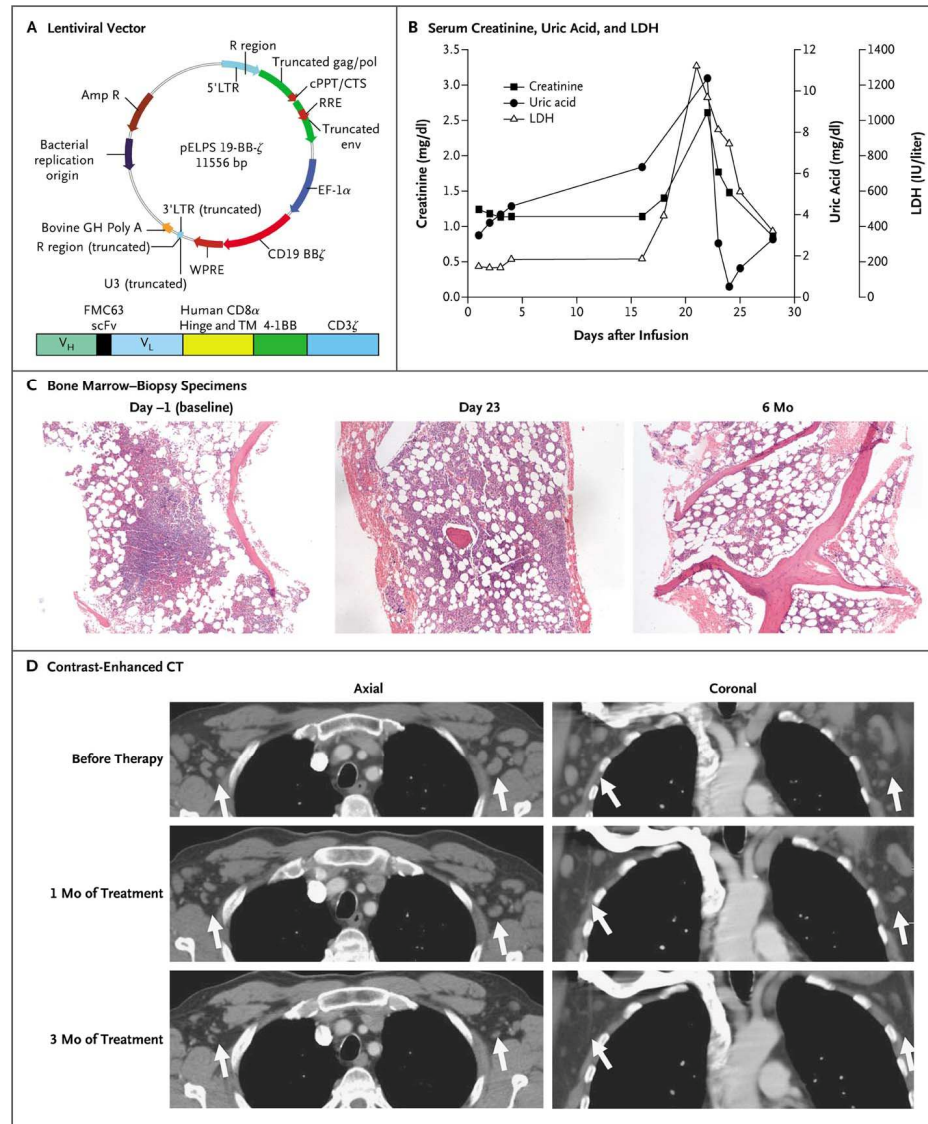 A Lentiviral Vector
R region
Truncated gag/pol
5'LTR
cPPT/CTS
RRE
Truncated
env
Amp R
Bacterial
replication
origin
pELPS 19-BB-ζ
11556 bp
EF-1α
3'LTR (truncated)
Bovine GH Poly A
R region (truncated)
U3 (truncated)
WPRE
CD19 BBζ
FMC63
scFv
Human CD8α
Hinge and TM
4-1BB
CD3ζ
VH
VL
B Serum Creatinine, Uric Acid, and LDH
Creatinine (mg/dl)
3.5
3.0
2.5
2.0
1.5
1.0
0.5
0.0
Creatinine
Uric acid
LDH
12
10
8
6
4
2
0
Uric Acid (mg/dl)
1400
1200
1000
800
600
400
200
0
LDH (IU/liter)
0 5 10 15 20 25 30
Days after Infusion
C Bone Marrow–Biopsy Specimens
Day –1 (baseline)
Day 23
6 Mo
D Contrast-Enhanced CT
Axial
Coronal
Before Therapy
1 Mo of Treatment
3 Mo of Treatment